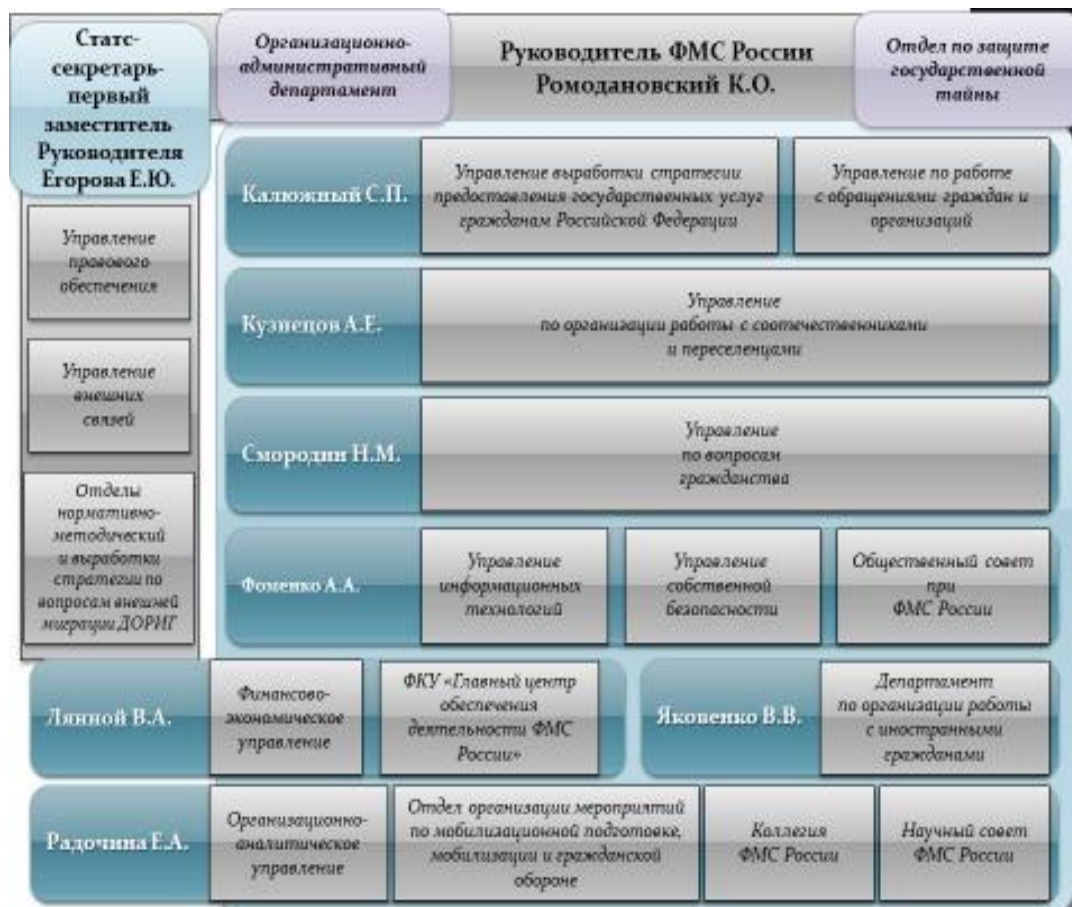 Статс-
секретарь-
первый
заместитель
Руководителя
Егорова Е.Ю.
Организационно-
административный
департамент
Руководитель ФМС России
Ромодановский К.О.
Отдел по защите
государственной
тайны
Управление
правового
обеспечения
Управление
внешних
связей
Отделы
нормативно-
методический
и выработки
стратегии по
вопросам внешней
миграции ДОРИГ
Калюжный С.П.
Управление выработки стратегии
предоставления государственных услуг
гражданам Российской Федерации
Управление по работе
с обращениями граждан и
организаций
Кузнецов А.Е.
Управление
по организации работы с соотечественниками
и переселенцами
Смородин Н.М.
Управление
по вопросам
гражданства
Фоменко А.А.
Управление
информационных
технологий
Управление
собственной
безопасности
Общественный совет
при
ФМС России
Лянной В.А.
Финансово-
экономическое
управление
ФКУ «Главный центр
обеспечения
деятельности ФМС
России»
Яковенко В.В.
Департамент
по организации работы
с иностранными
гражданами
Радочина Е.А.
Организационно-
аналитическое
управление
Отдел организации мероприятий
по мобилизационной подготовке,
мобилизации и гражданской
обороне
Коллегия
ФМС России
Научный совет
ФМС России